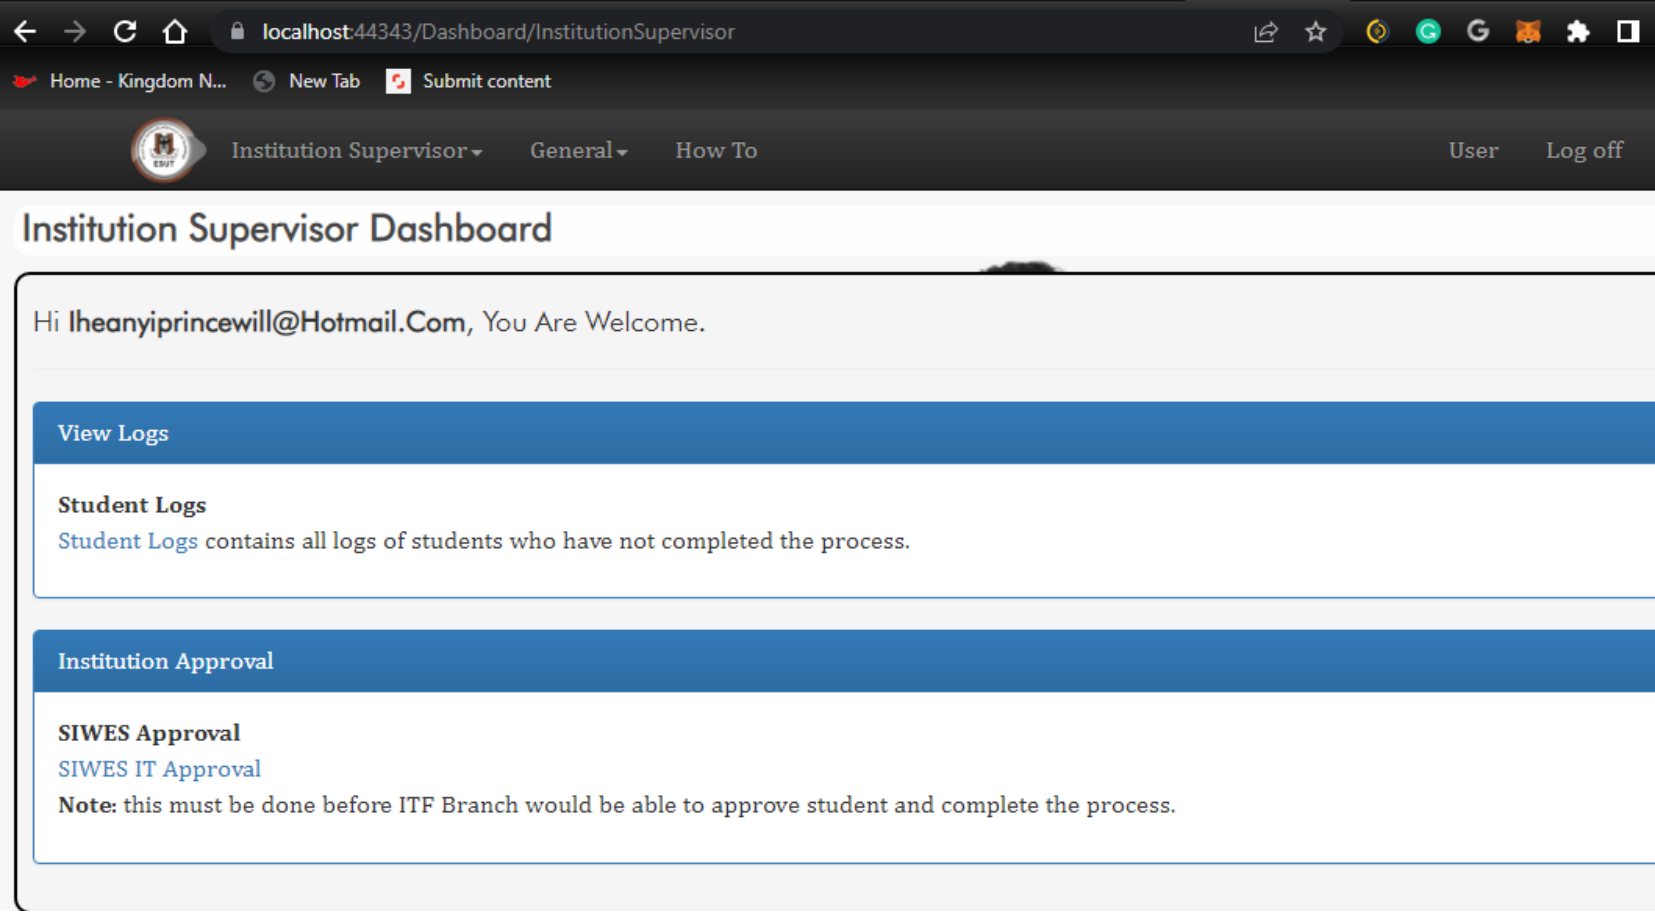 localhost:44343/Dashboard/InstitutionSupervisor
Home - Kingdom N... New Tab Submit content
ESUT Institution Supervisor General How To User Log off
Institution Supervisor Dashboard
Hi Iheanyiprincewill@Hotmail.Com, You Are Welcome.
View Logs
Student Logs
Student Logs contains all logs of students who have not completed the process.
Institution Approval
SIWES Approval
SIWES IT Approval
Note: this must be done before ITF Branch would be able to approve student and complete the process.